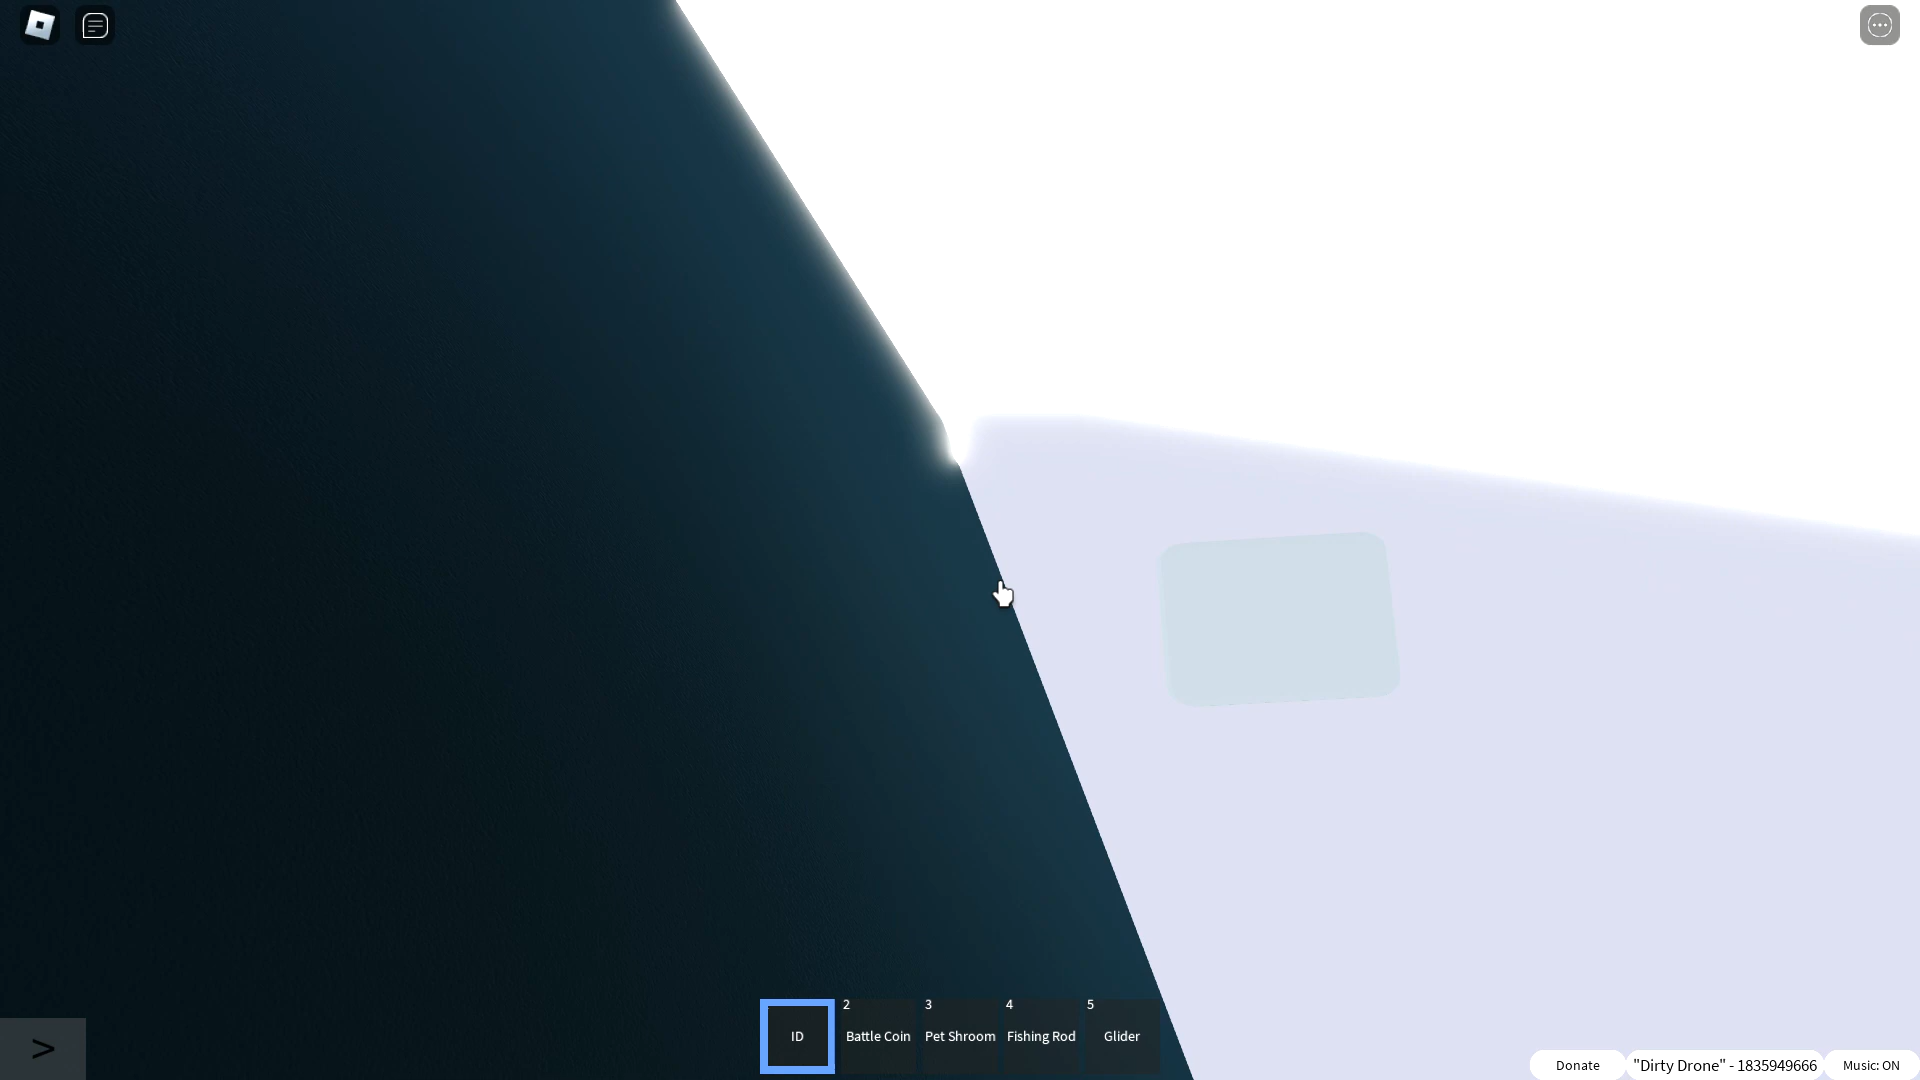 2
3
4
5
ID
Battle Coin
Pet Shroom
Fishing Rod
Glider
>
Donate
"Dirty Drone" - 1835949666
Music: ON